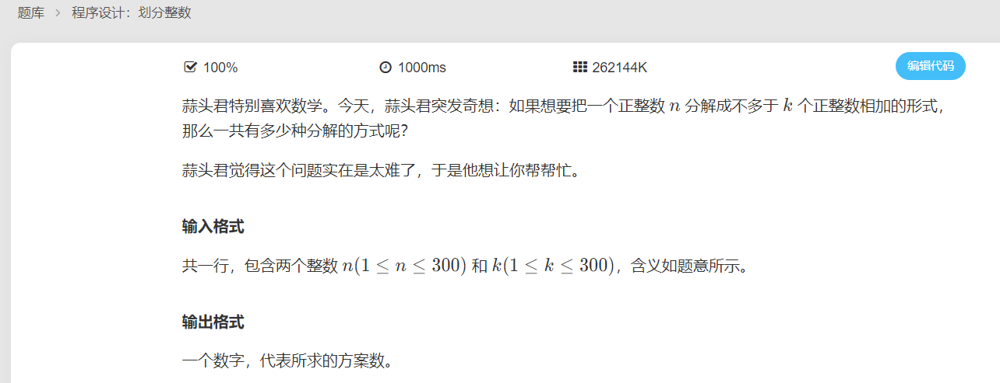 题库 > 程序设计：划分整数
100% 1000ms 262144K 编辑代码
蒜头君特别喜欢数学。今天，蒜头君突发奇想：如果想要把一个正整数 n 分解成不多于 k 个正整数相加的形式，
那么一共有多少种分解的方式呢？
蒜头君觉得这个问题实在是太难了，于是他想让你帮帮忙。
输入格式
共一行，包含两个整数 n(1 ≤ n ≤ 300) 和 k(1 ≤ k ≤ 300)，含义如题意所示。
输出格式
一个数字，代表所求的方案数。